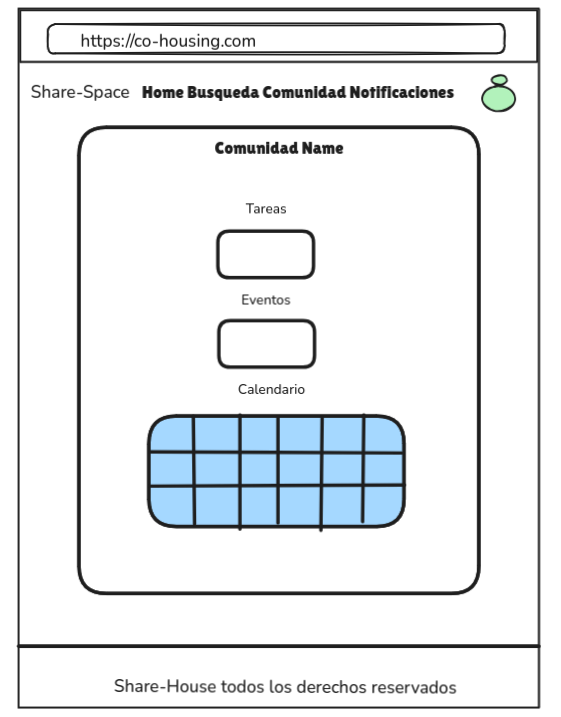 https://co-housing.com
Share-Space Home Busqueda Comunidad Notificaciones
Comunidad Name
Tareas
Eventos
Calendario
Share-House todos los derechos reservados